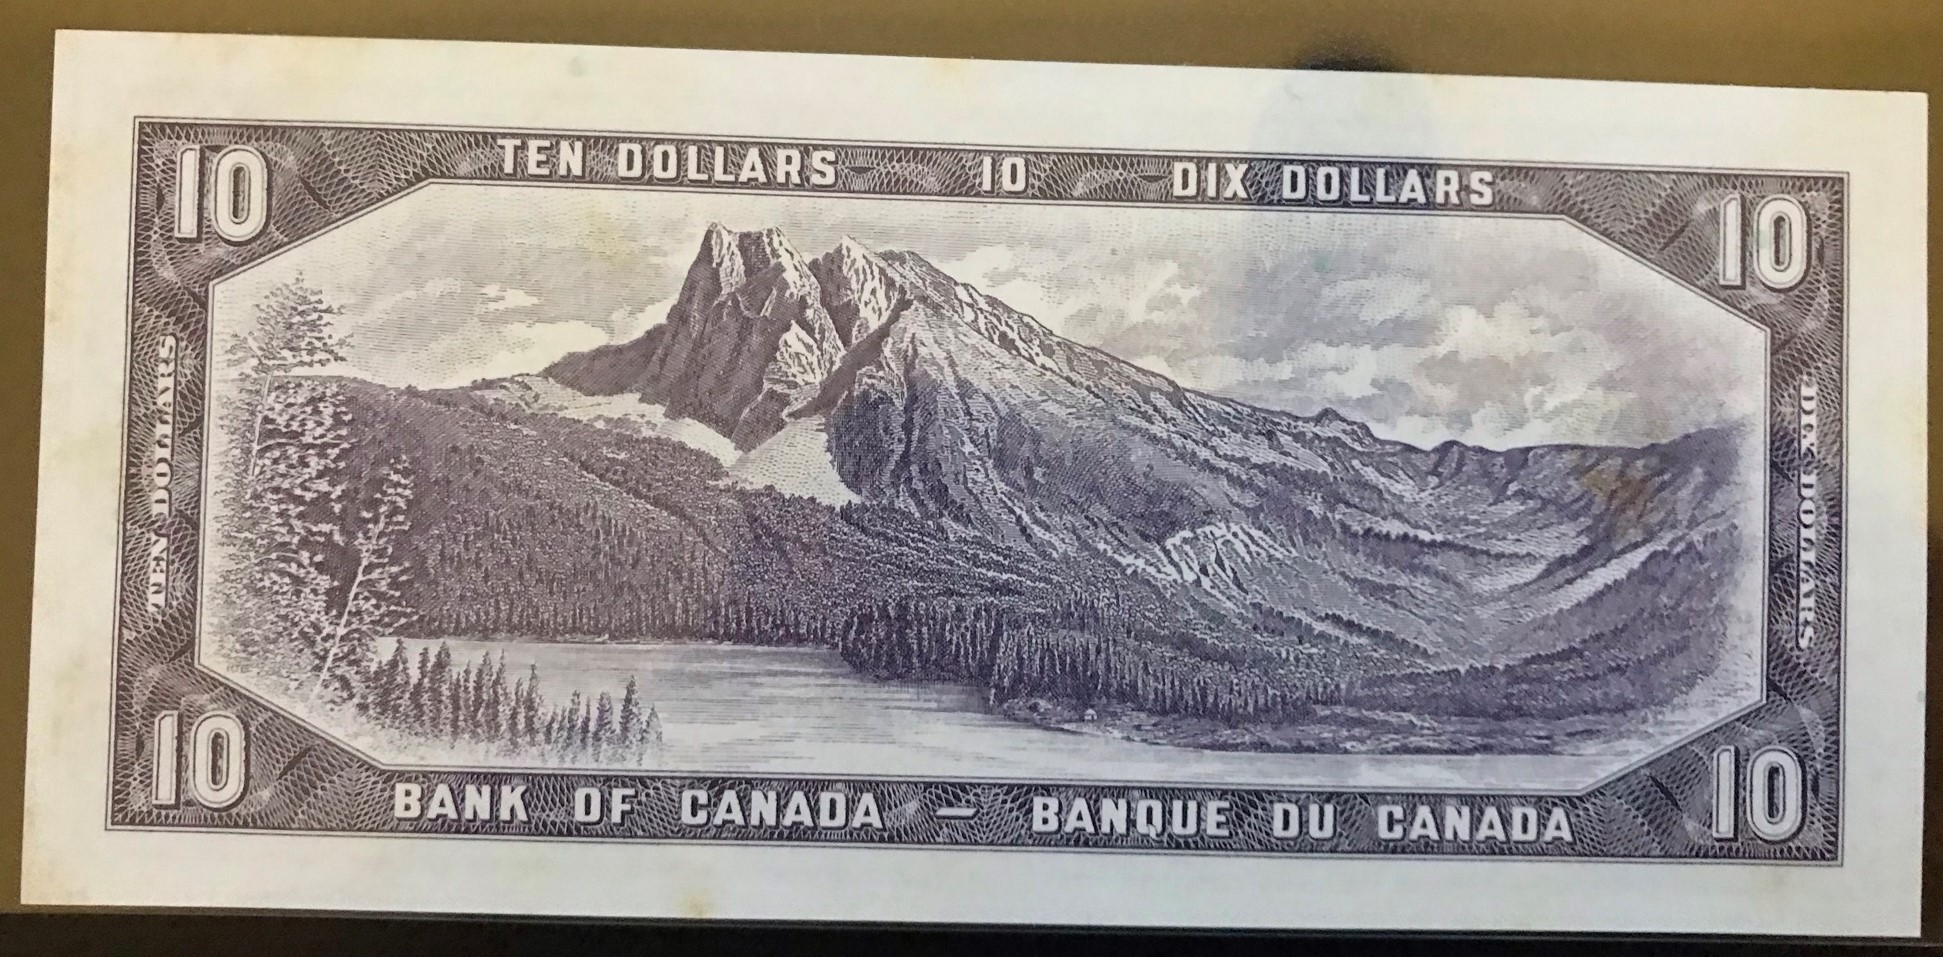 10 TEN DOLLARS 10 DIX DOLLARS 10
TEN DOLLARS
DIX DOLLARS
10 BANK OF CANADA — BANQUE DU CANADA 10